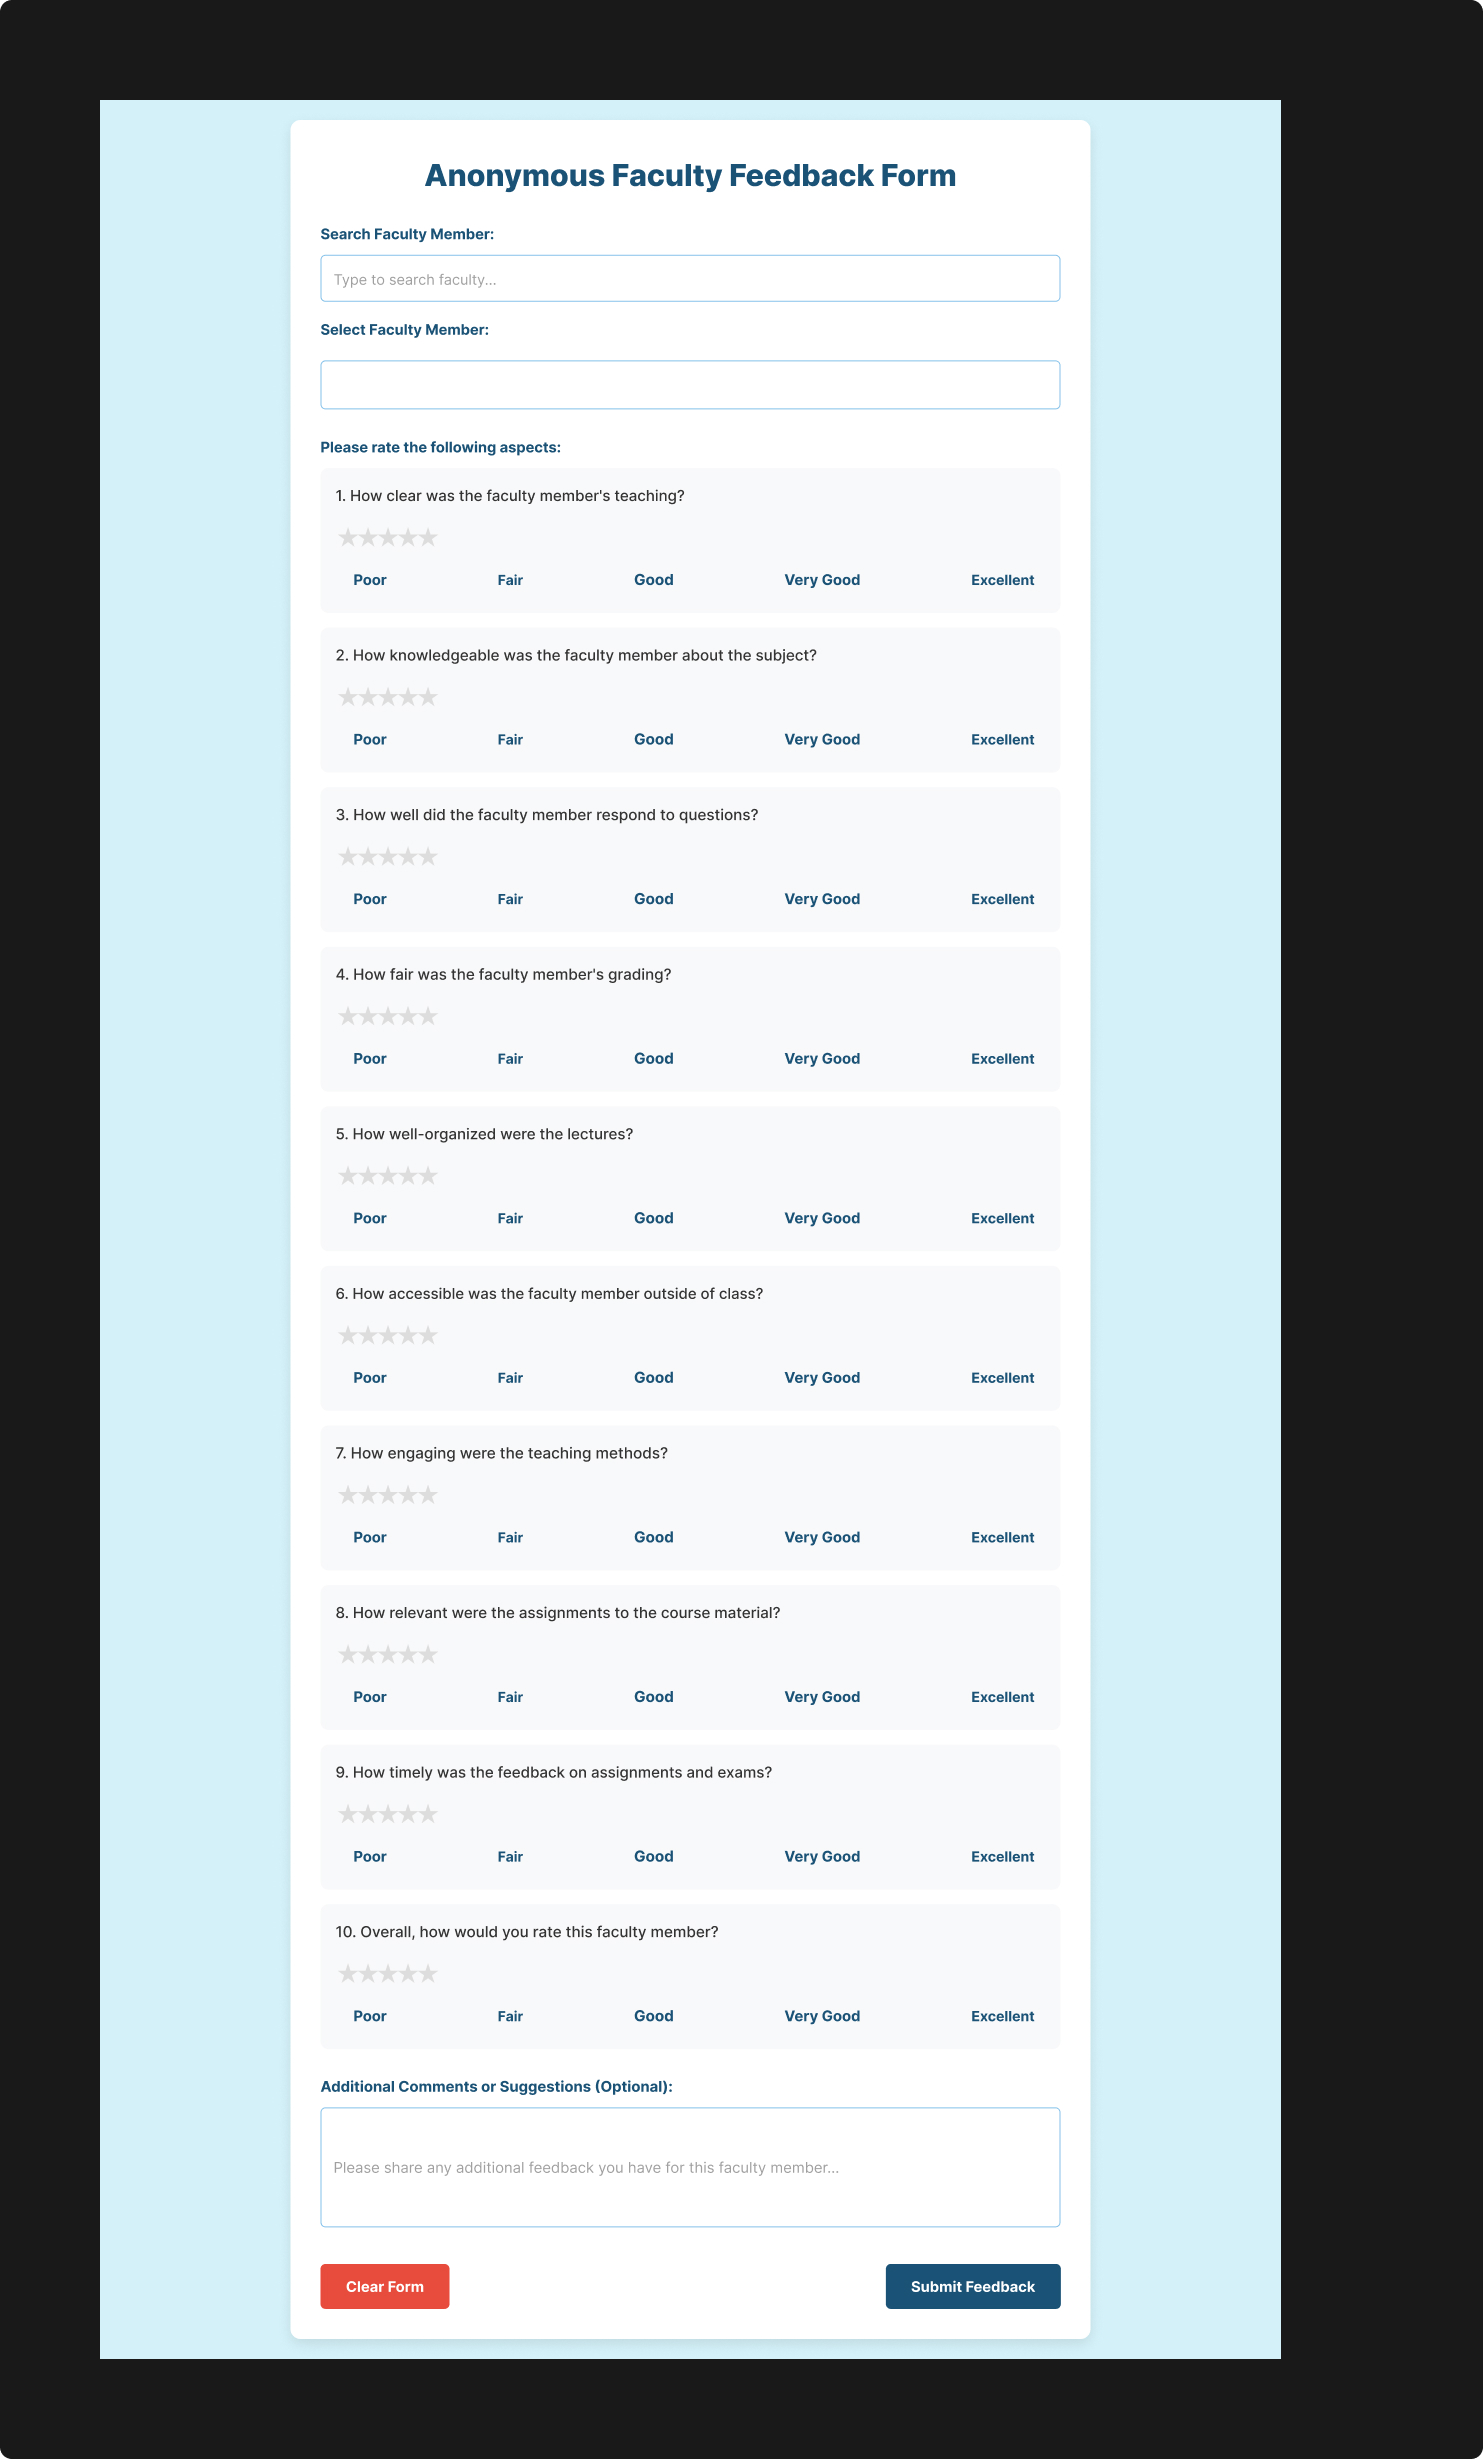 Anonymous Faculty Feedback Form
Search Faculty Member:
Type to search faculty...
Select Faculty Member:
Please rate the following aspects:
1. How clear was the faculty member's teaching?
Poor Fair Good Very Good Excellent
2. How knowledgeable was the faculty member about the subject?
Poor Fair Good Very Good Excellent
3. How well did the faculty member respond to questions?
Poor Fair Good Very Good Excellent
4. How fair was the faculty member's grading?
Poor Fair Good Very Good Excellent
5. How well-organized were the lectures?
Poor Fair Good Very Good Excellent
6. How accessible was the faculty member outside of class?
Poor Fair Good Very Good Excellent
7. How engaging were the teaching methods?
Poor Fair Good Very Good Excellent
8. How relevant were the assignments to the course material?
Poor Fair Good Very Good Excellent
9. How timely was the feedback on assignments and exams?
Poor Fair Good Very Good Excellent
10. Overall, how would you rate this faculty member?
Poor Fair Good Very Good Excellent
Additional Comments or Suggestions (Optional):
Please share any additional feedback you have for this faculty member...
Clear Form Submit Feedback